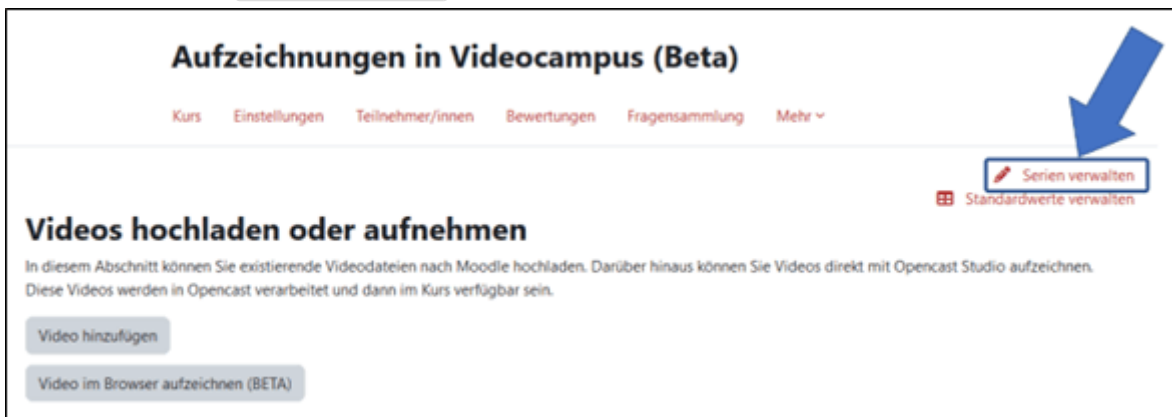 Aufzeichnungen in Videocampus (Beta)
Kurs Einstellungen Teilnehmer/innen Bewertungen Fragensammlung Mehr
Serien verwalten
Standardwerte verwalten
Videos hochladen oder aufnehmen
In diesem Abschnitt können Sie existierende Videodateien nach Moodle hochladen. Darüber hinaus können Sie Videos direkt mit Opencast Studio aufzeichnen.
Diese Videos werden in Opencast verarbeitet und dann im Kurs verfügbar sein.
Video hinzufügen
Video im Browser aufzeichnen (BETA)